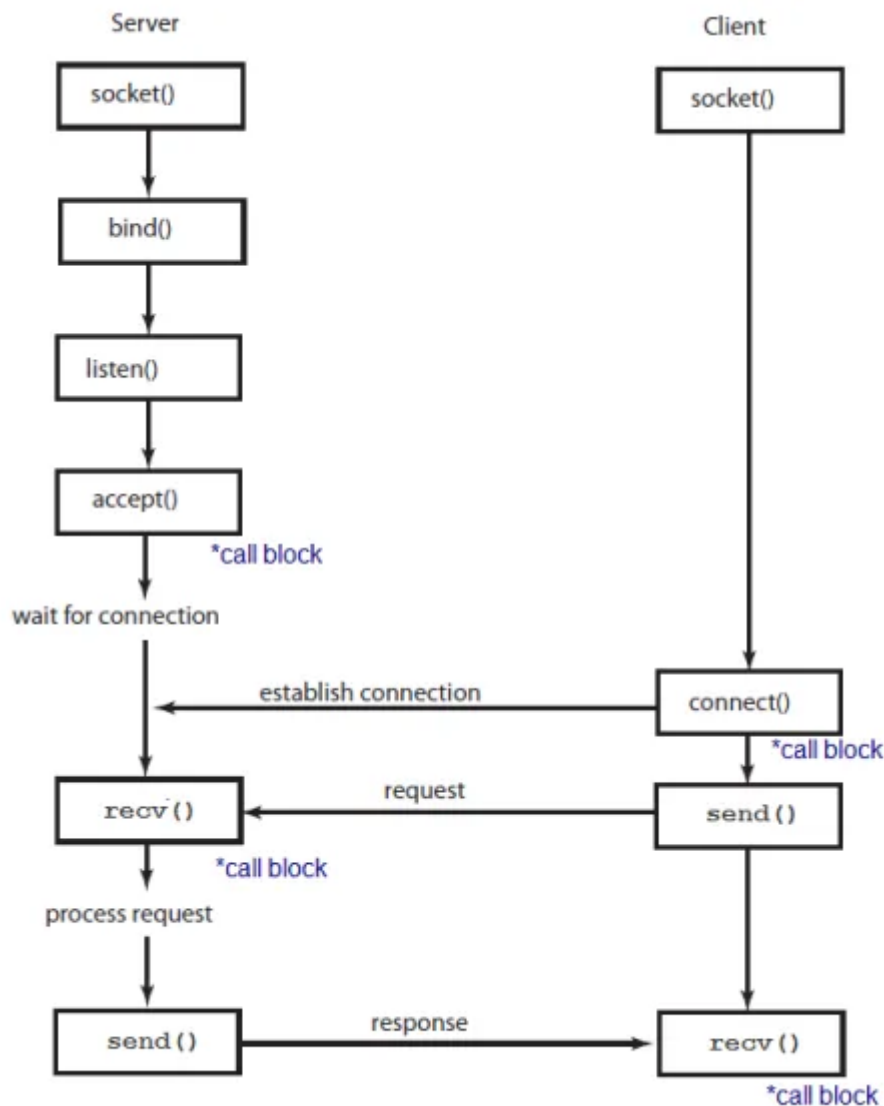 Server
Client
socket()
socket()
bind()
listen()
accept()
*call block
wait for connection
establish connection
connect()
*call block
request
recv()
send()
*call block
process request
response
send()
recv()
*call block